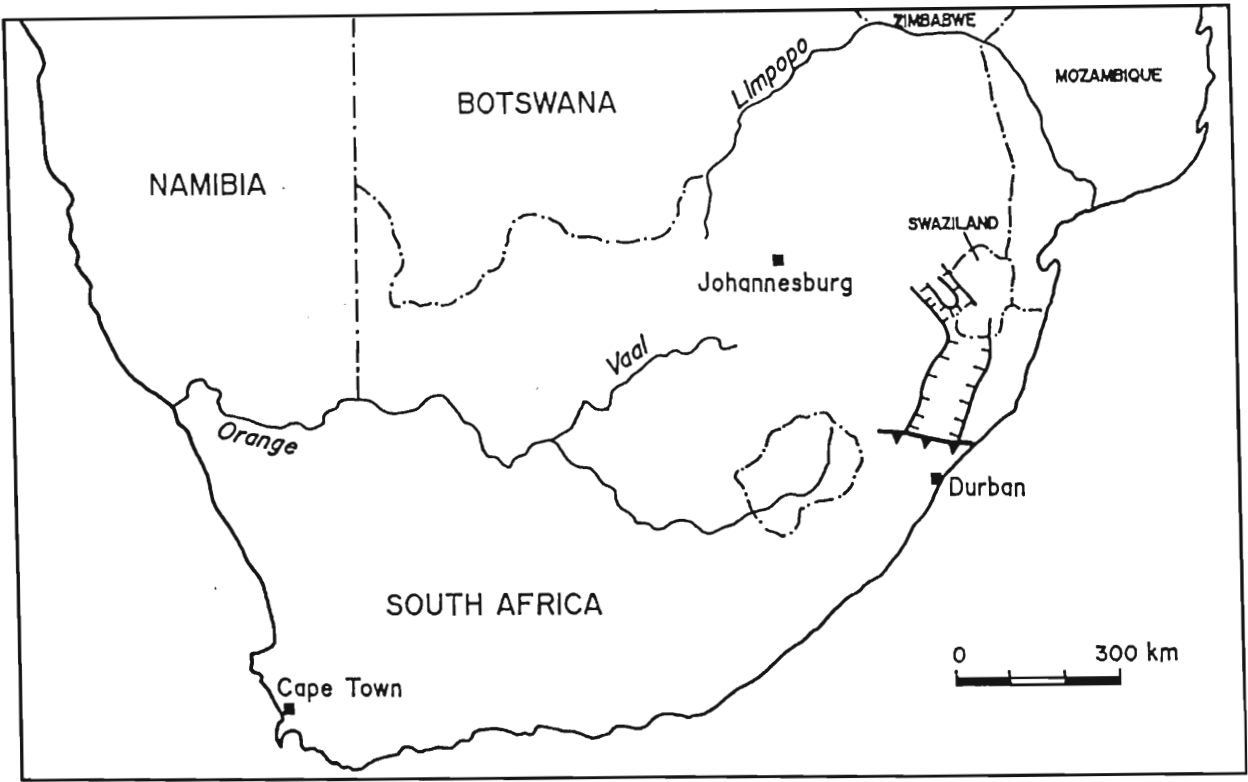 ZIMBABWE
MOZAMBIQUE
LImpopo
BOTSWANA
NAMIBIA
SWAZILAND
Johannesburg
Vaal
Orange
Durban
SOUTH AFRICA
0 300 km
Cape Town